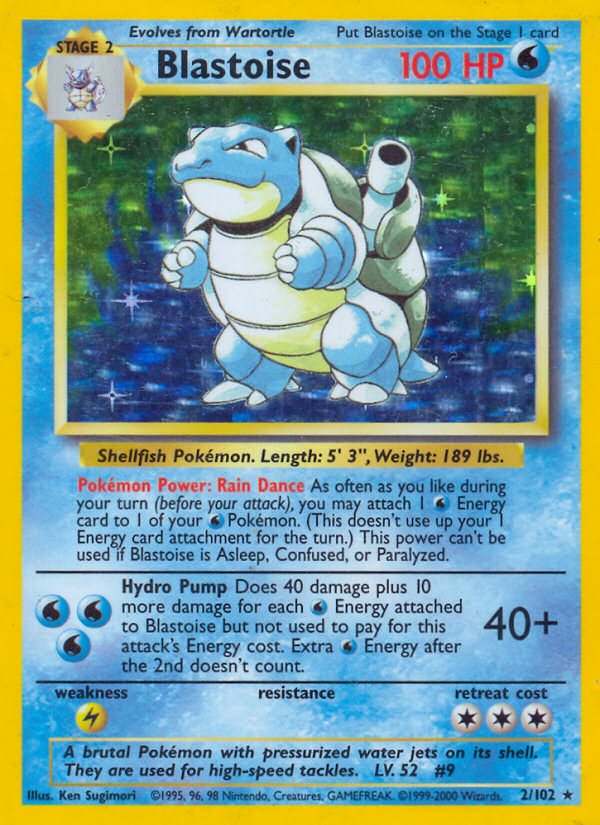 Evolves from Wartortle Put Blastoise on the Stage 1 card
STAGE 2
Blastoise 100 HP
Shellfish Pokémon. Length: 5' 3", Weight: 189 lbs.
Pokémon Power: Rain Dance As often as you like during
your turn (before your attack), you may attach 1 Energy
card to 1 of your Pokémon. (This doesn't use up your 1
Energy card attachment for the turn.) This power can't be
used if Blastoise is Asleep, Confused, or Paralyzed.
Hydro Pump Does 40 damage plus 10
more damage for each Energy attached
to Blastoise but not used to pay for this
attack's Energy cost. Extra Energy after
the 2nd doesn't count.
40+
weakness resistance retreat cost
A brutal Pokémon with pressurized water jets on its shell.
They are used for high-speed tackles. LV. 52 #9
Illus. Ken Sugimori ©1995, 96, 98 Nintendo, Creatures, GAMEFREAK. ©1999-2000 Wizards. 2/102 ★